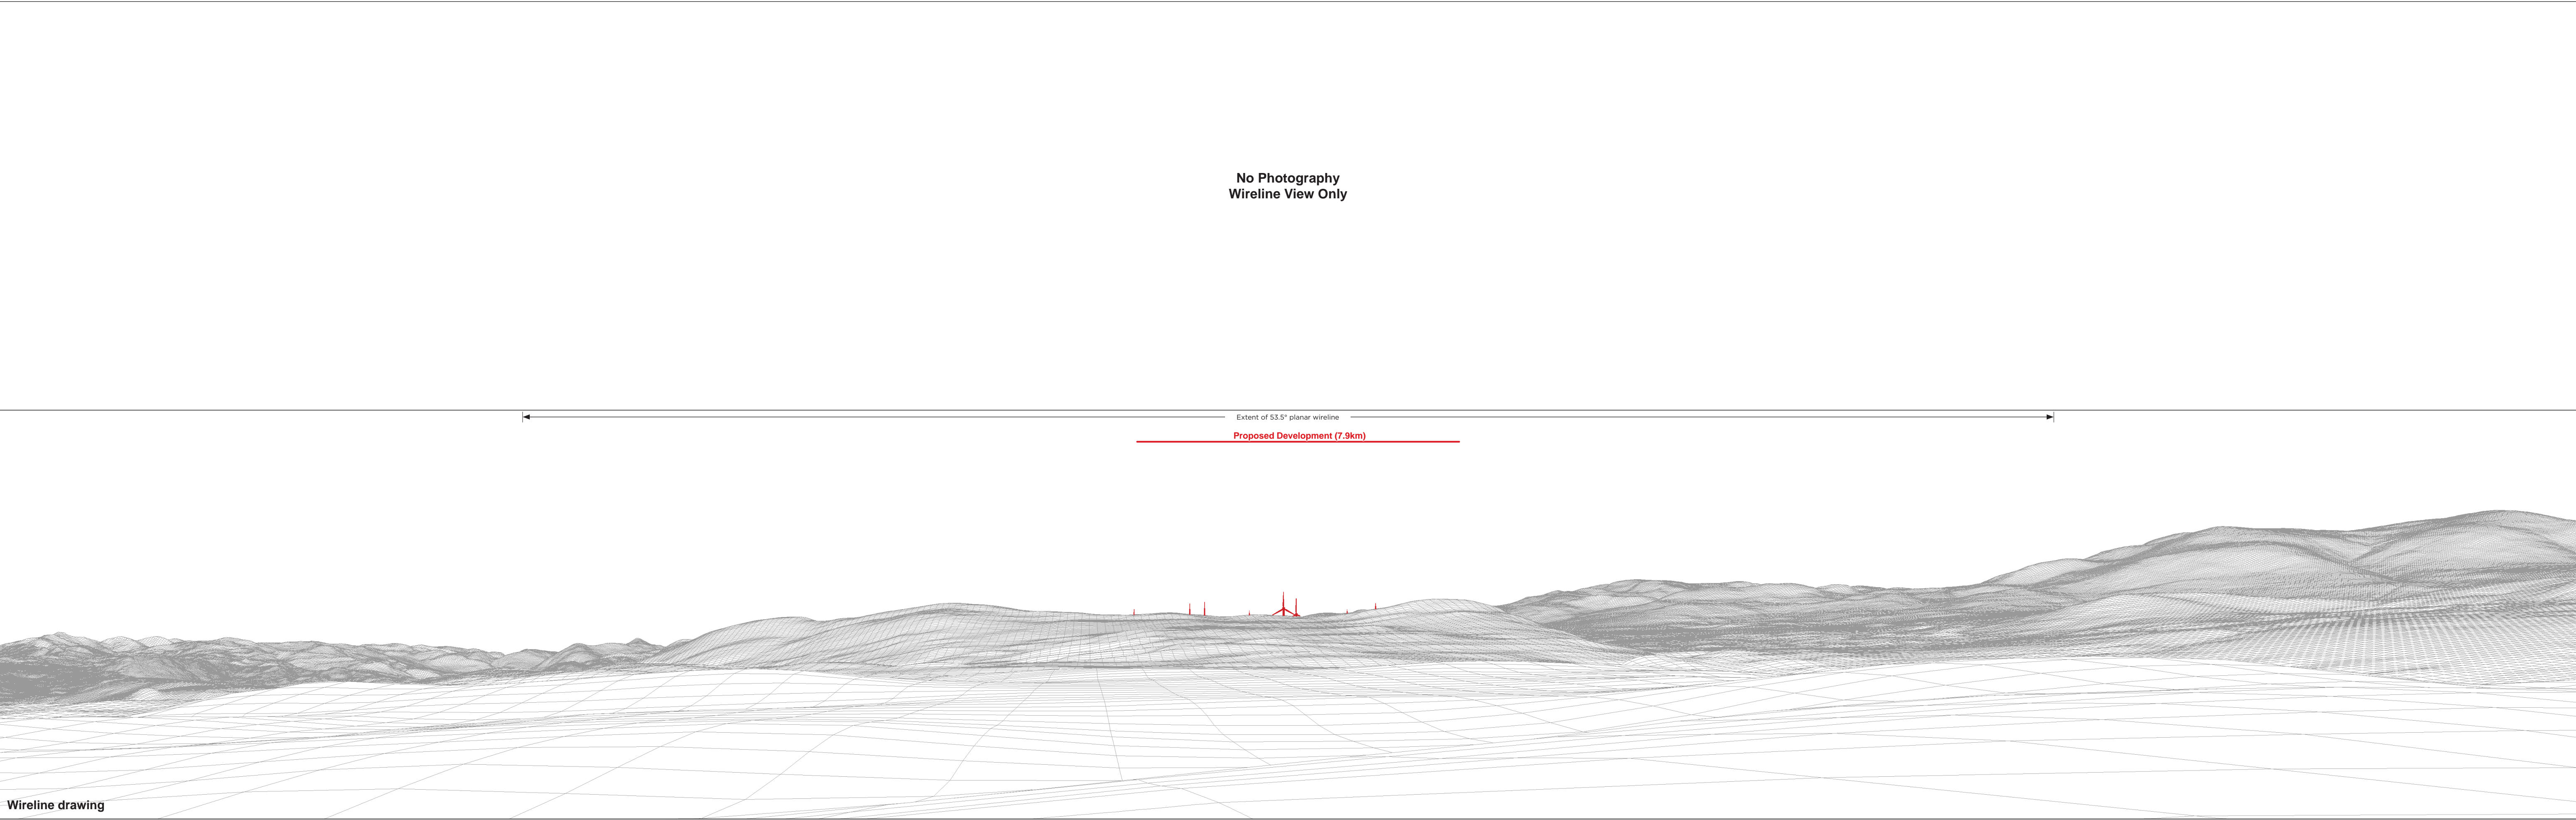 No Photography
Wireline View Only
Extent of 53.5° planar wireline
Proposed Development (7.9km)
Wireline drawing